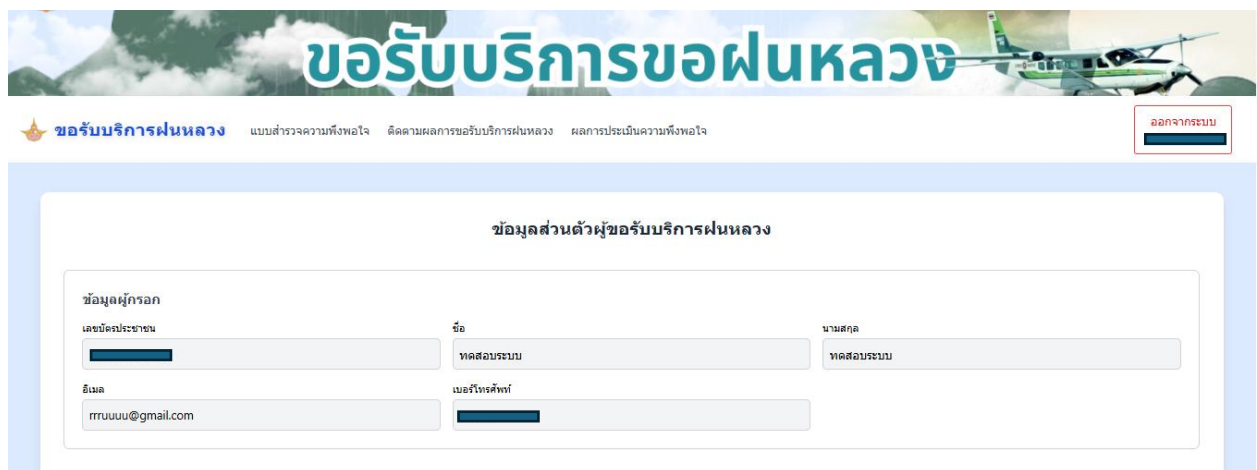 ขอรับบริการขอฝนหลวง
ขอรับบริการฝนหลวง แบบสำรวจความพึงพอใจ ติดตามผลการขอรับบริการฝนหลวง ผลการประเมินความพึงพอใจ ออกจากระบบ
ข้อมูลส่วนตัวผู้ขอรับบริการฝนหลวง
ข้อมูลผู้กรอก
เลขบัตรประชาชน ชื่อ นามสกุล
ทดสอบระบบ ทดสอบระบบ
อีเมล เบอร์โทรศัพท์
rrruuuu@gmail.com